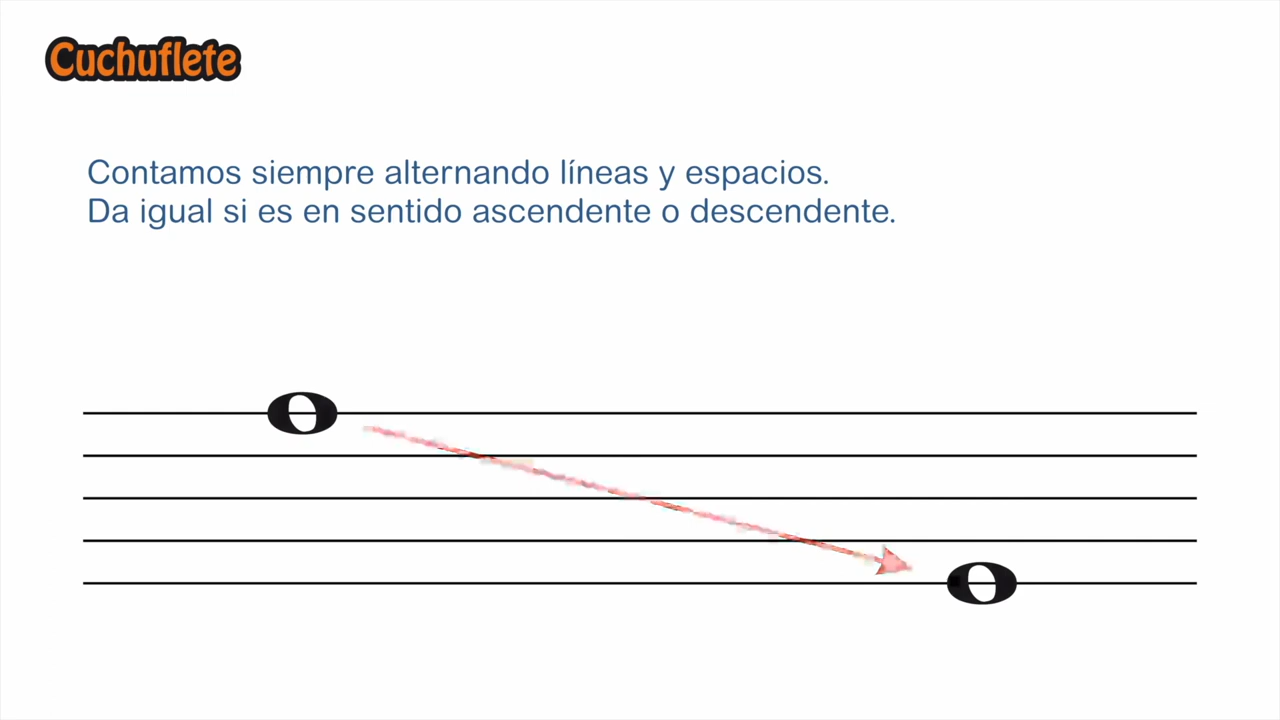 Cuchuflete
Contamos siempre alternando líneas y espacios.
Da igual si es en sentido ascendente o descendente.